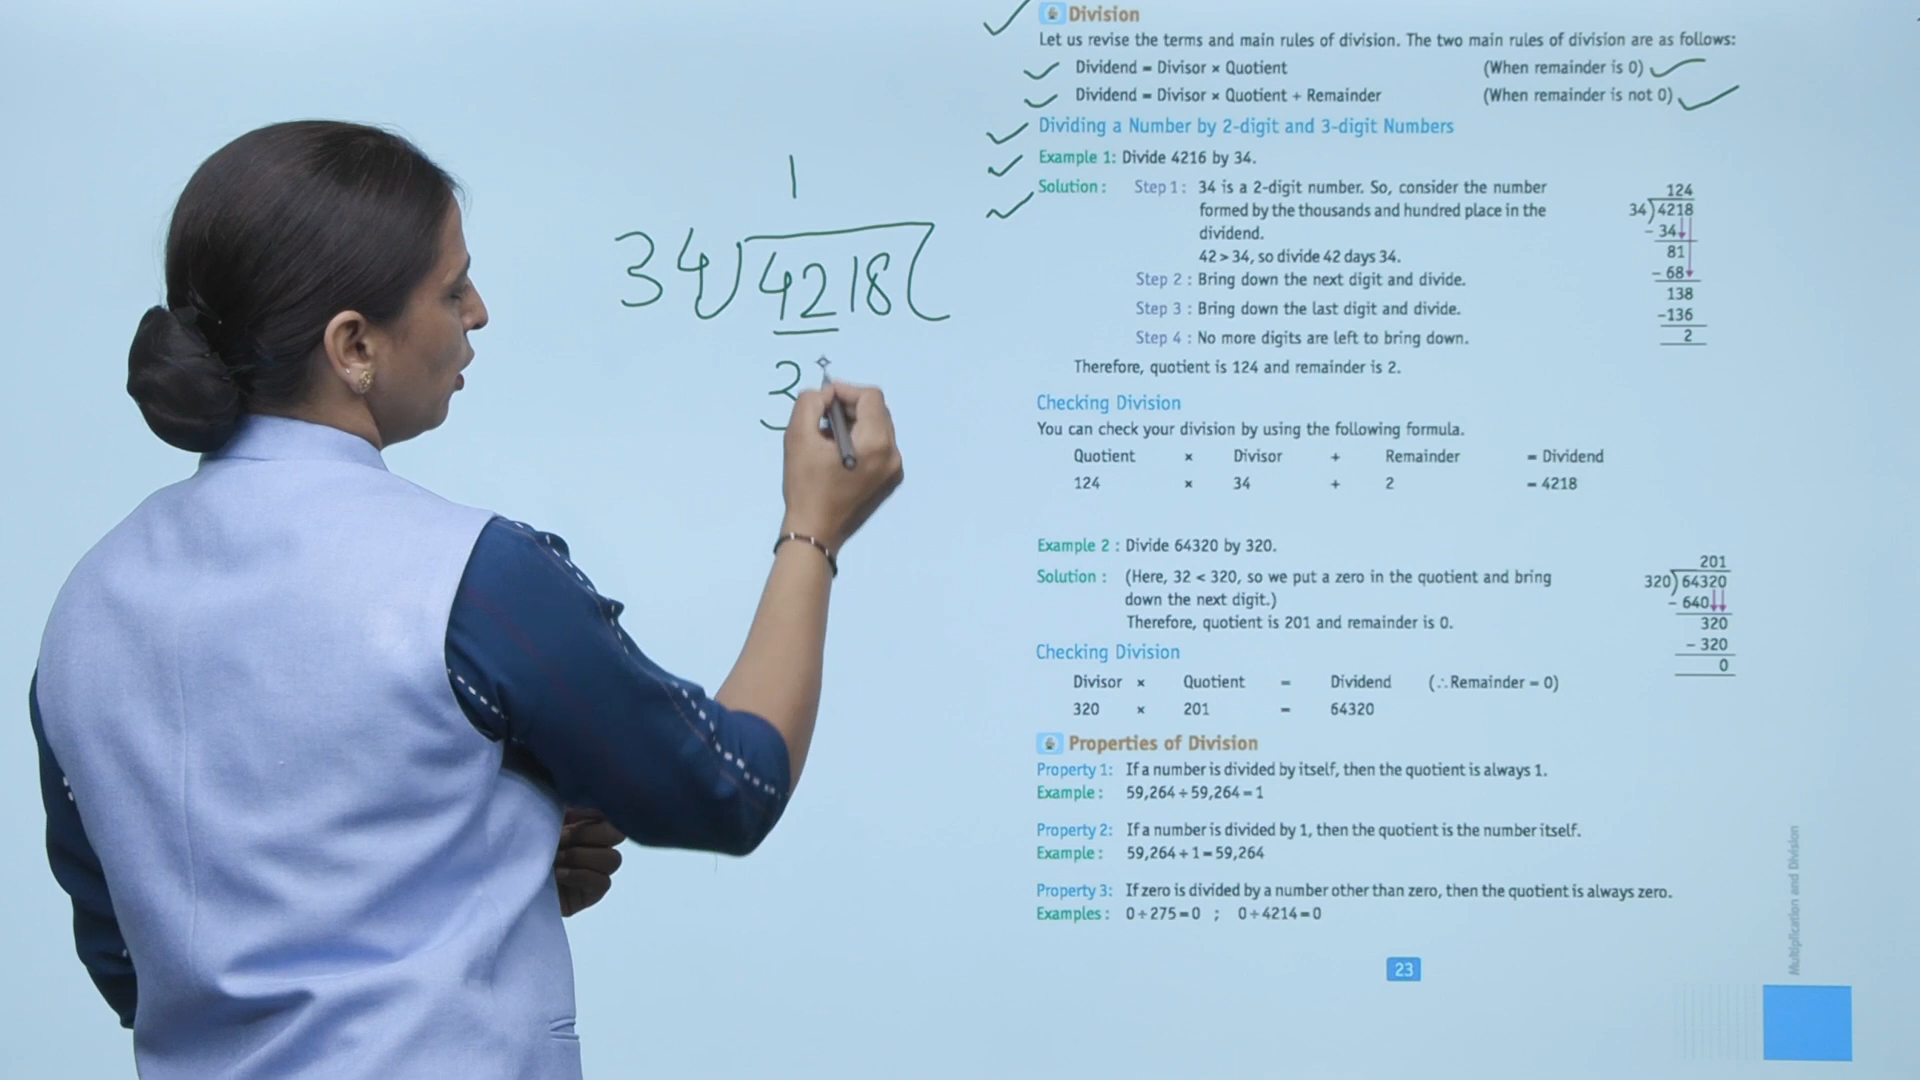 1
34)4218(
3
Division
Let us revise the terms and main rules of division. The two main rules of division are as follows:
Dividend = Divisor × Quotient (When remainder is 0)
Dividend = Divisor × Quotient + Remainder (When remainder is not 0)
Dividing a Number by 2-digit and 3-digit Numbers
Example 1: Divide 4216 by 34.
Solution : Step 1 : 34 is a 2-digit number. So, consider the number
formed by the thousands and hundred place in the
dividend.
42 > 34, so divide 42 days 34.
Step 2 : Bring down the next digit and divide.
Step 3 : Bring down the last digit and divide.
Step 4 : No more digits are left to bring down.
124
34)4218
- 34
81
- 68
138
-136
2
Therefore, quotient is 124 and remainder is 2.
Checking Division
You can check your division by using the following formula.
Quotient × Divisor + Remainder = Dividend
124 × 34 + 2 = 4218
Example 2 : Divide 64320 by 320.
Solution : (Here, 32 < 320, so we put a zero in the quotient and bring
down the next digit.)
Therefore, quotient is 201 and remainder is 0.
201
320)64320
- 640
320
- 320
0
Checking Division
Divisor × Quotient = Dividend (∴Remainder = 0)
320 × 201 = 64320
Properties of Division
Property 1: If a number is divided by itself, then the quotient is always 1.
Example : 59,264 ÷ 59,264 = 1
Property 2: If a number is divided by 1, then the quotient is the number itself.
Example : 59,264 ÷ 1 = 59,264
Property 3: If zero is divided by a number other than zero, then the quotient is always zero.
Examples : 0 ÷ 275 = 0 ; 0 ÷ 4214 = 0
23
Multiplication and Division